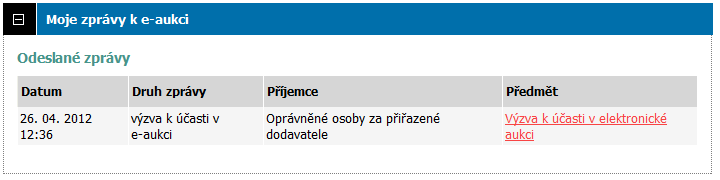 Moje zprávy k e-aukci
Odeslané zprávy
Datum Druh zprávy Příjemce Předmět
26. 04. 2012 výzva k účasti v Oprávněné osoby za přiřazené Výzva k účasti v elektronické
12:36 e-aukci dodavatele aukci